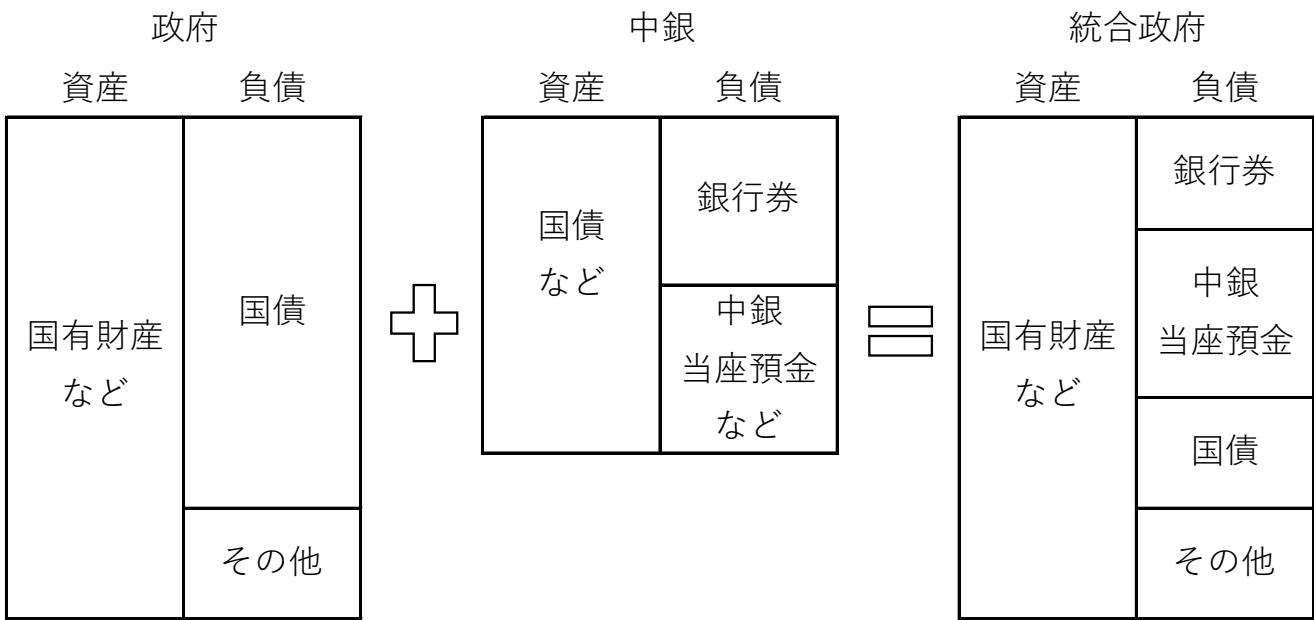 政府
資産 負債
国有財産
など
国債
その他
中銀
資産 負債
国債
など
銀行券
中銀
当座預金
など
統合政府
資産 負債
国有財産
など
銀行券
中銀
当座預金
国債
その他